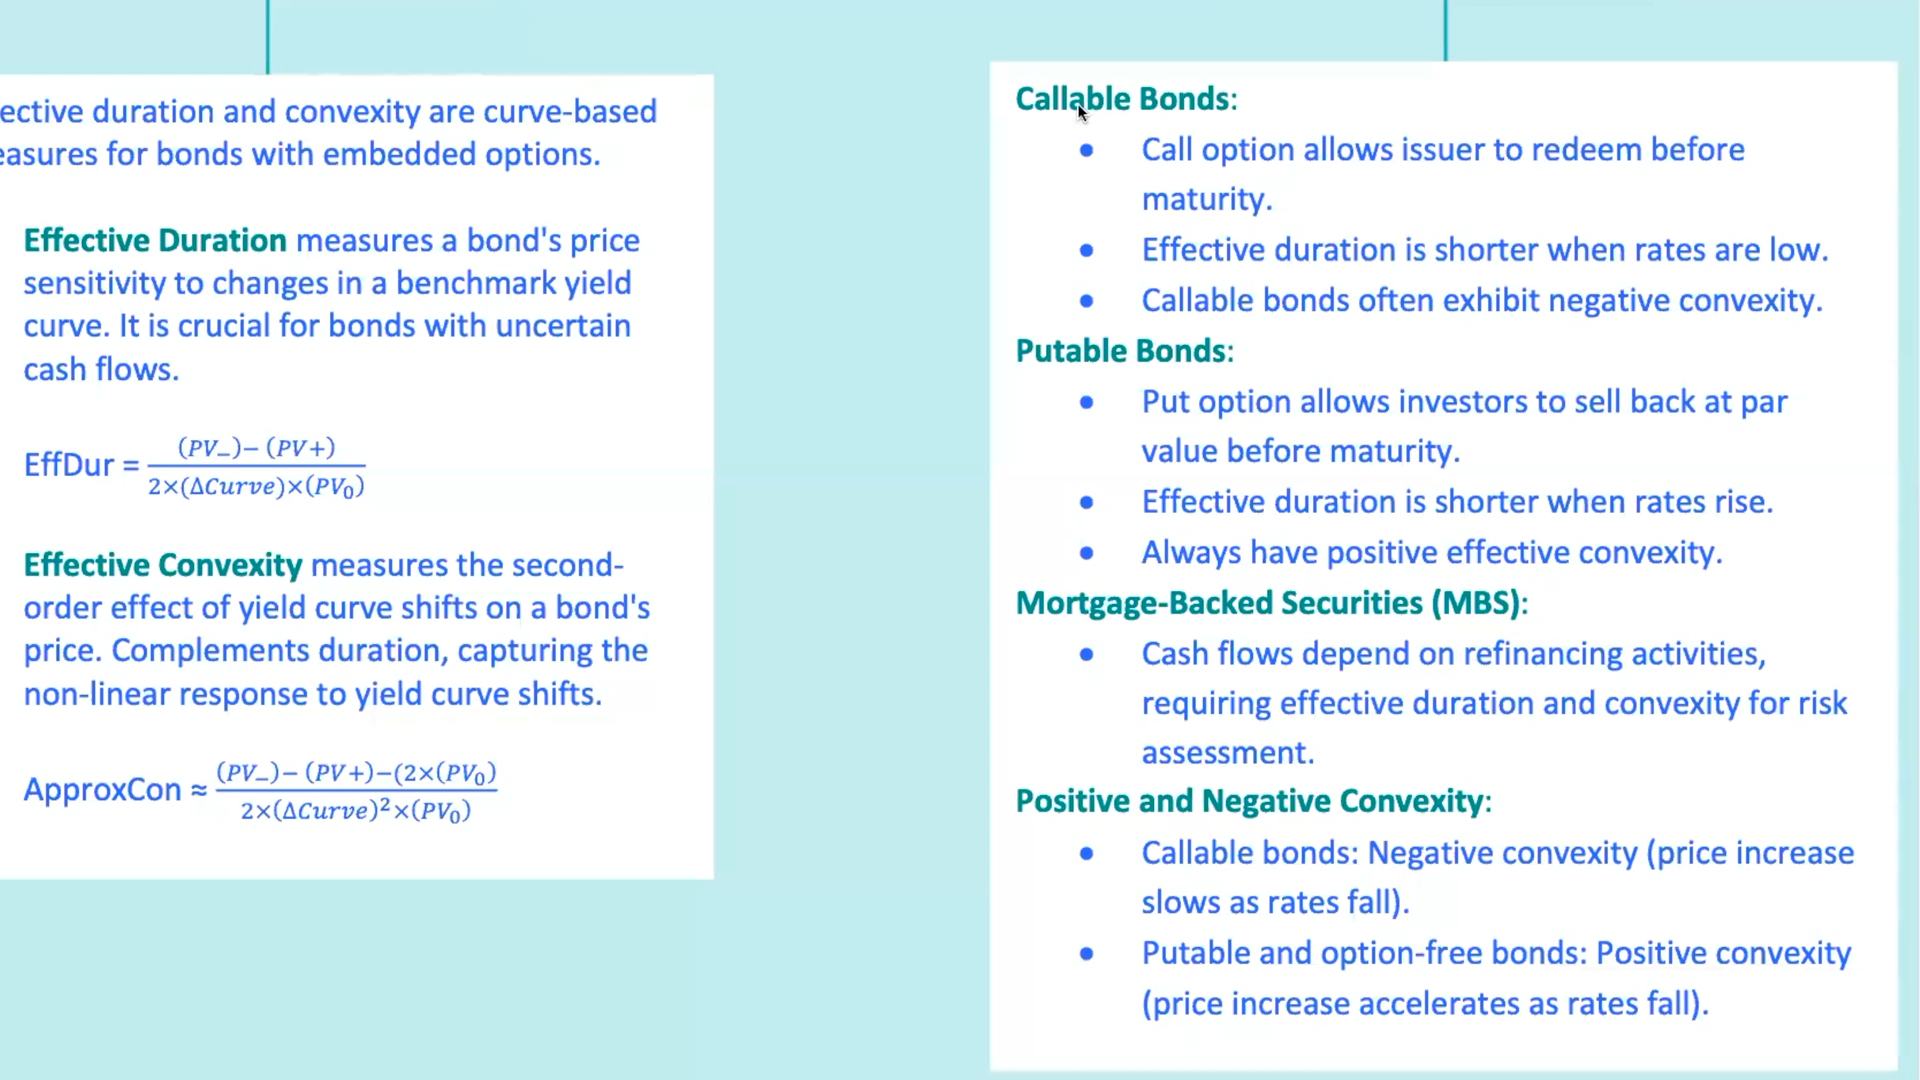 ective duration and convexity are curve-based
easures for bonds with embedded options.
Effective Duration measures a bond's price
sensitivity to changes in a benchmark yield
curve. It is crucial for bonds with uncertain
cash flows.
EffDur = (PV_)− (PV+) / 2×(ΔCurve)×(PV₀)
Effective Convexity measures the second-
order effect of yield curve shifts on a bond's
price. Complements duration, capturing the
non-linear response to yield curve shifts.
ApproxCon ≈ (PV_)− (PV+)−(2×(PV₀) / 2×(ΔCurve)²×(PV₀)
Callable Bonds:
• Call option allows issuer to redeem before
maturity.
• Effective duration is shorter when rates are low.
• Callable bonds often exhibit negative convexity.
Putable Bonds:
• Put option allows investors to sell back at par
value before maturity.
• Effective duration is shorter when rates rise.
• Always have positive effective convexity.
Mortgage-Backed Securities (MBS):
• Cash flows depend on refinancing activities,
requiring effective duration and convexity for risk
assessment.
Positive and Negative Convexity:
• Callable bonds: Negative convexity (price increase
slows as rates fall).
• Putable and option-free bonds: Positive convexity
(price increase accelerates as rates fall).